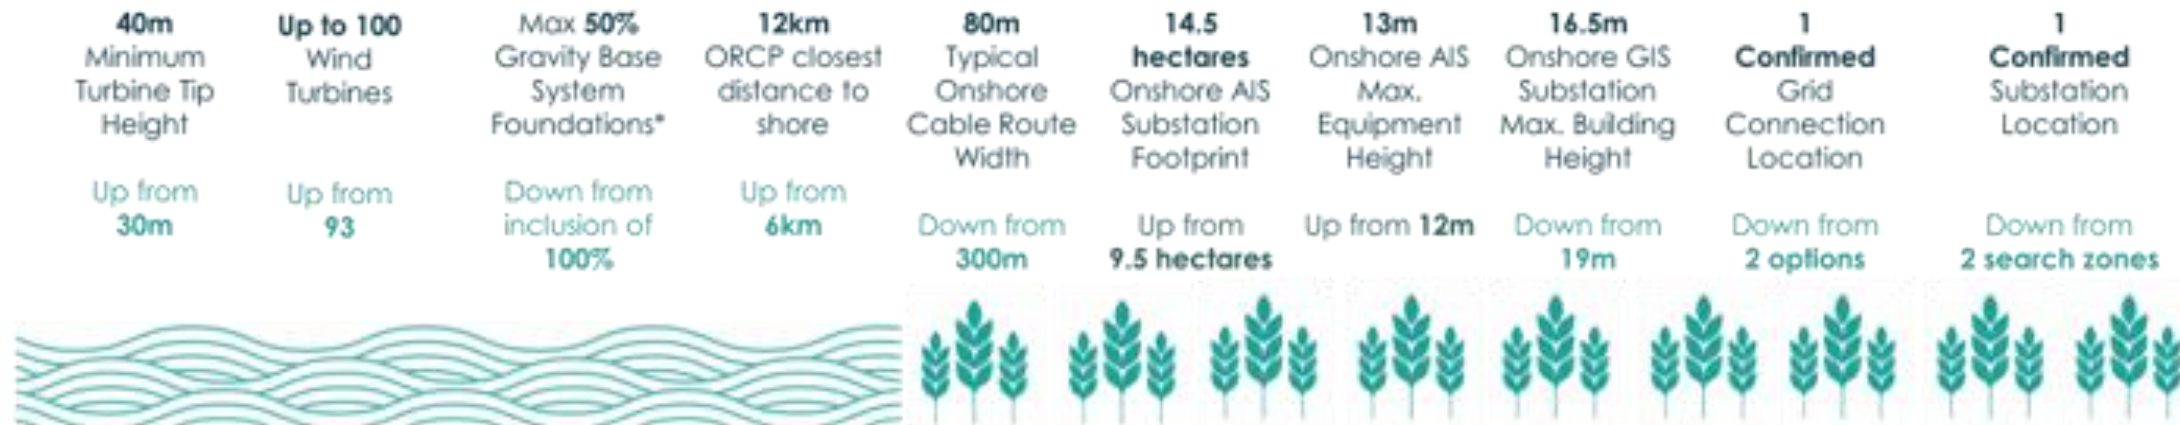 40m
Minimum
Turbine Tip
Height
Up from
30m
Up to 100
Wind
Turbines
Up from
93
Max 50%
Gravity Base
System
Foundations*
Down from
inclusion of
100%
12km
ORCP closest
distance to
shore
Up from
6km
80m
Typical
Onshore
Cable Route
Width
Down from
300m
14.5
hectares
Onshore AIS
Substation
Footprint
Up from
9.5 hectares
13m
Onshore AIS
Max.
Equipment
Height
Up from 12m
16.5m
Onshore GIS
Substation
Max. Building
Height
Down from
19m
1
Confirmed
Grid
Connection
Location
Down from
2 options
1
Confirmed
Substation
Location
Down from
2 search zones